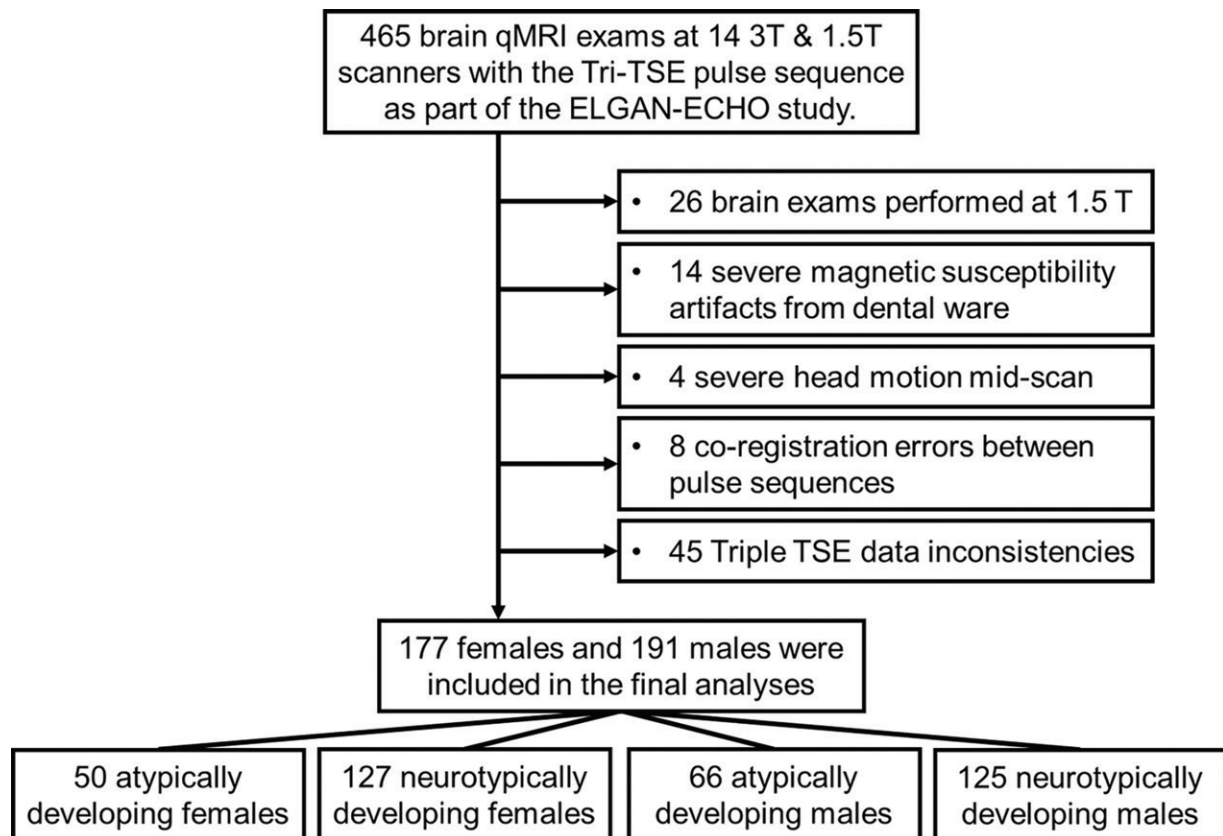 465 brain qMRI exams at 14 3T & 1.5T
scanners with the Tri-TSE pulse sequence
as part of the ELGAN-ECHO study.
• 26 brain exams performed at 1.5 T
• 14 severe magnetic susceptibility
artifacts from dental ware
• 4 severe head motion mid-scan
• 8 co-registration errors between
pulse sequences
• 45 Triple TSE data inconsistencies
177 females and 191 males were
included in the final analyses
50 atypically
developing females
127 neurotypically
developing females
66 atypically
developing males
125 neurotypically
developing males